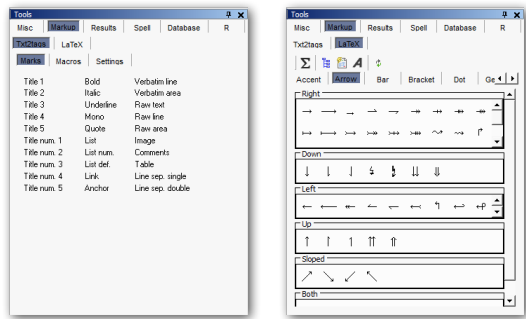 Tools
Misc Markup Results Spell Database R
Txt2tags LaTeX
Marks Macros Settings
Title 1 Bold Verbatim line
Title 2 Italic Verbatim area
Title 3 Underline Raw text
Title 4 Mono Raw line
Title 5 Quote Raw area
Title num. 1 List Image
Title num. 2 List num. Comments
Title num. 3 List def. Table
Title num. 4 Link Line sep. single
Title num. 5 Anchor Line sep. double
Tools
Misc Markup Results Spell Database R
Txt2tags LaTeX
Accent Arrow Bar Bracket Dot Ge
Right
Down
Left
Up
Sloped
Both